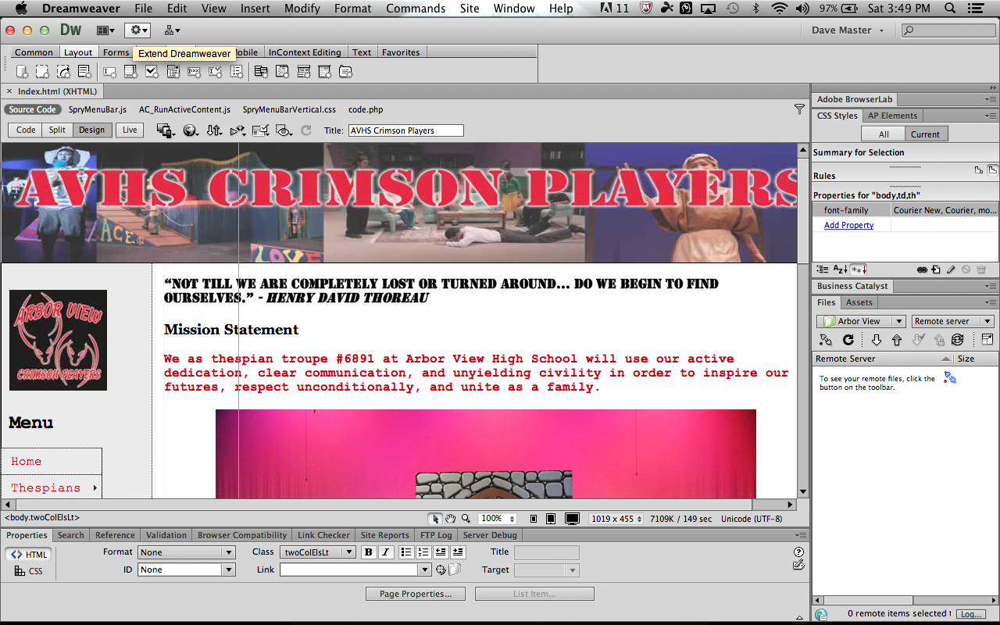 Dreamweaver File Edit View Insert Modify Format Commands Site Window Help 11 97% Sat 3:49 PM
Dw Dave Master
Common Layout Forms Mobile InContext Editing Text Favorites
Extend Dreamweaver
Index.html (XHTML)
Source Code SpryMenuBar.js AC_RunActiveContent.js SpryMenuBarVertical.css code.php
Code Split Design Live Title: AVHS Crimson Players
AVHS CRIMSON PLAYERS
ACE
LOVE
ARBOR VIEW
CRIMSON PLAYERS
Menu
Home
Thespians
“NOT TILL WE ARE COMPLETELY LOST OR TURNED AROUND... DO WE BEGIN TO FIND
OURSELVES.” - HENRY DAVID THOREAU
Mission Statement
We as thespian troupe #6891 at Arbor View High School will use our active
dedication, clear communication, and unyielding civility in order to inspire our
futures, respect unconditionally, and unite as a family.
<body.twoColElsLt> 100% 1019 x 455 7109K / 149 sec Unicode (UTF-8)
Properties Search Reference Validation Browser Compatibility Link Checker Site Reports FTP Log Server Debug
<> HTML Format None Class twoColElsLt B I Title
CSS ID None Link Target
Page Properties... List Item...
Adobe BrowserLab
CSS Styles AP Elements
All Current
Summary for Selection
Rules
Properties for "body,td,th"
font-family Courier New, Courier, mo...
Add Property
Az
Business Catalyst
Files Assets
Arbor View Remote server
Remote Server Size
To see your remote files, click the
button on the toolbar.
0 remote items selected t Log...